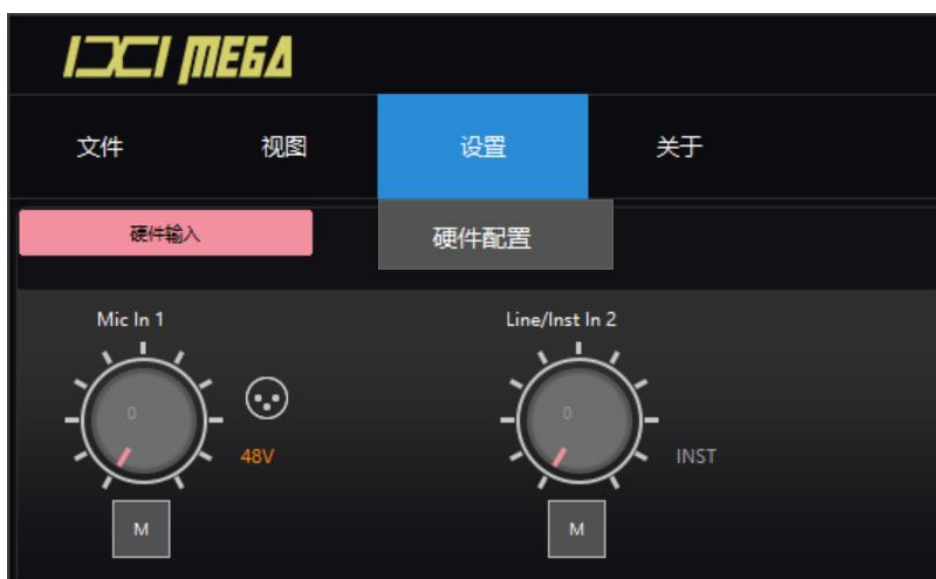 IXI MEGA
文件 视图 设置 关于
硬件输入 硬件配置
Mic In 1 Line/Inst In 2
0 0
48V INST
M M